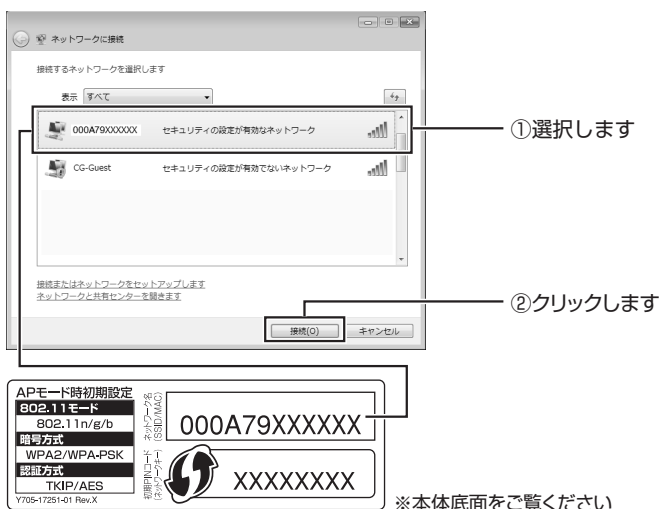 ネットワークに接続
接続するネットワークを選択します
表示 すべて
000A79XXXXXX セキュリティの設定が有効なネットワーク
①選択します
CG-Guest セキュリティの設定が有効でないネットワーク
接続またはネットワークをセットアップします
ネットワークと共有センターを開きます
②クリックします
接続(O) キャンセル
APモード時初期設定
802.11モード
802.11n/g/b
暗号方式
WPA2/WPA-PSK
認証方式
TKIP/AES
Y705-17251-01 Rev.X
ネットワーク名
(SSID/MAC)
000A79XXXXXX
初期PINコード
(ネットワークキー)
XXXXXXXX
※本体底面をご覧ください